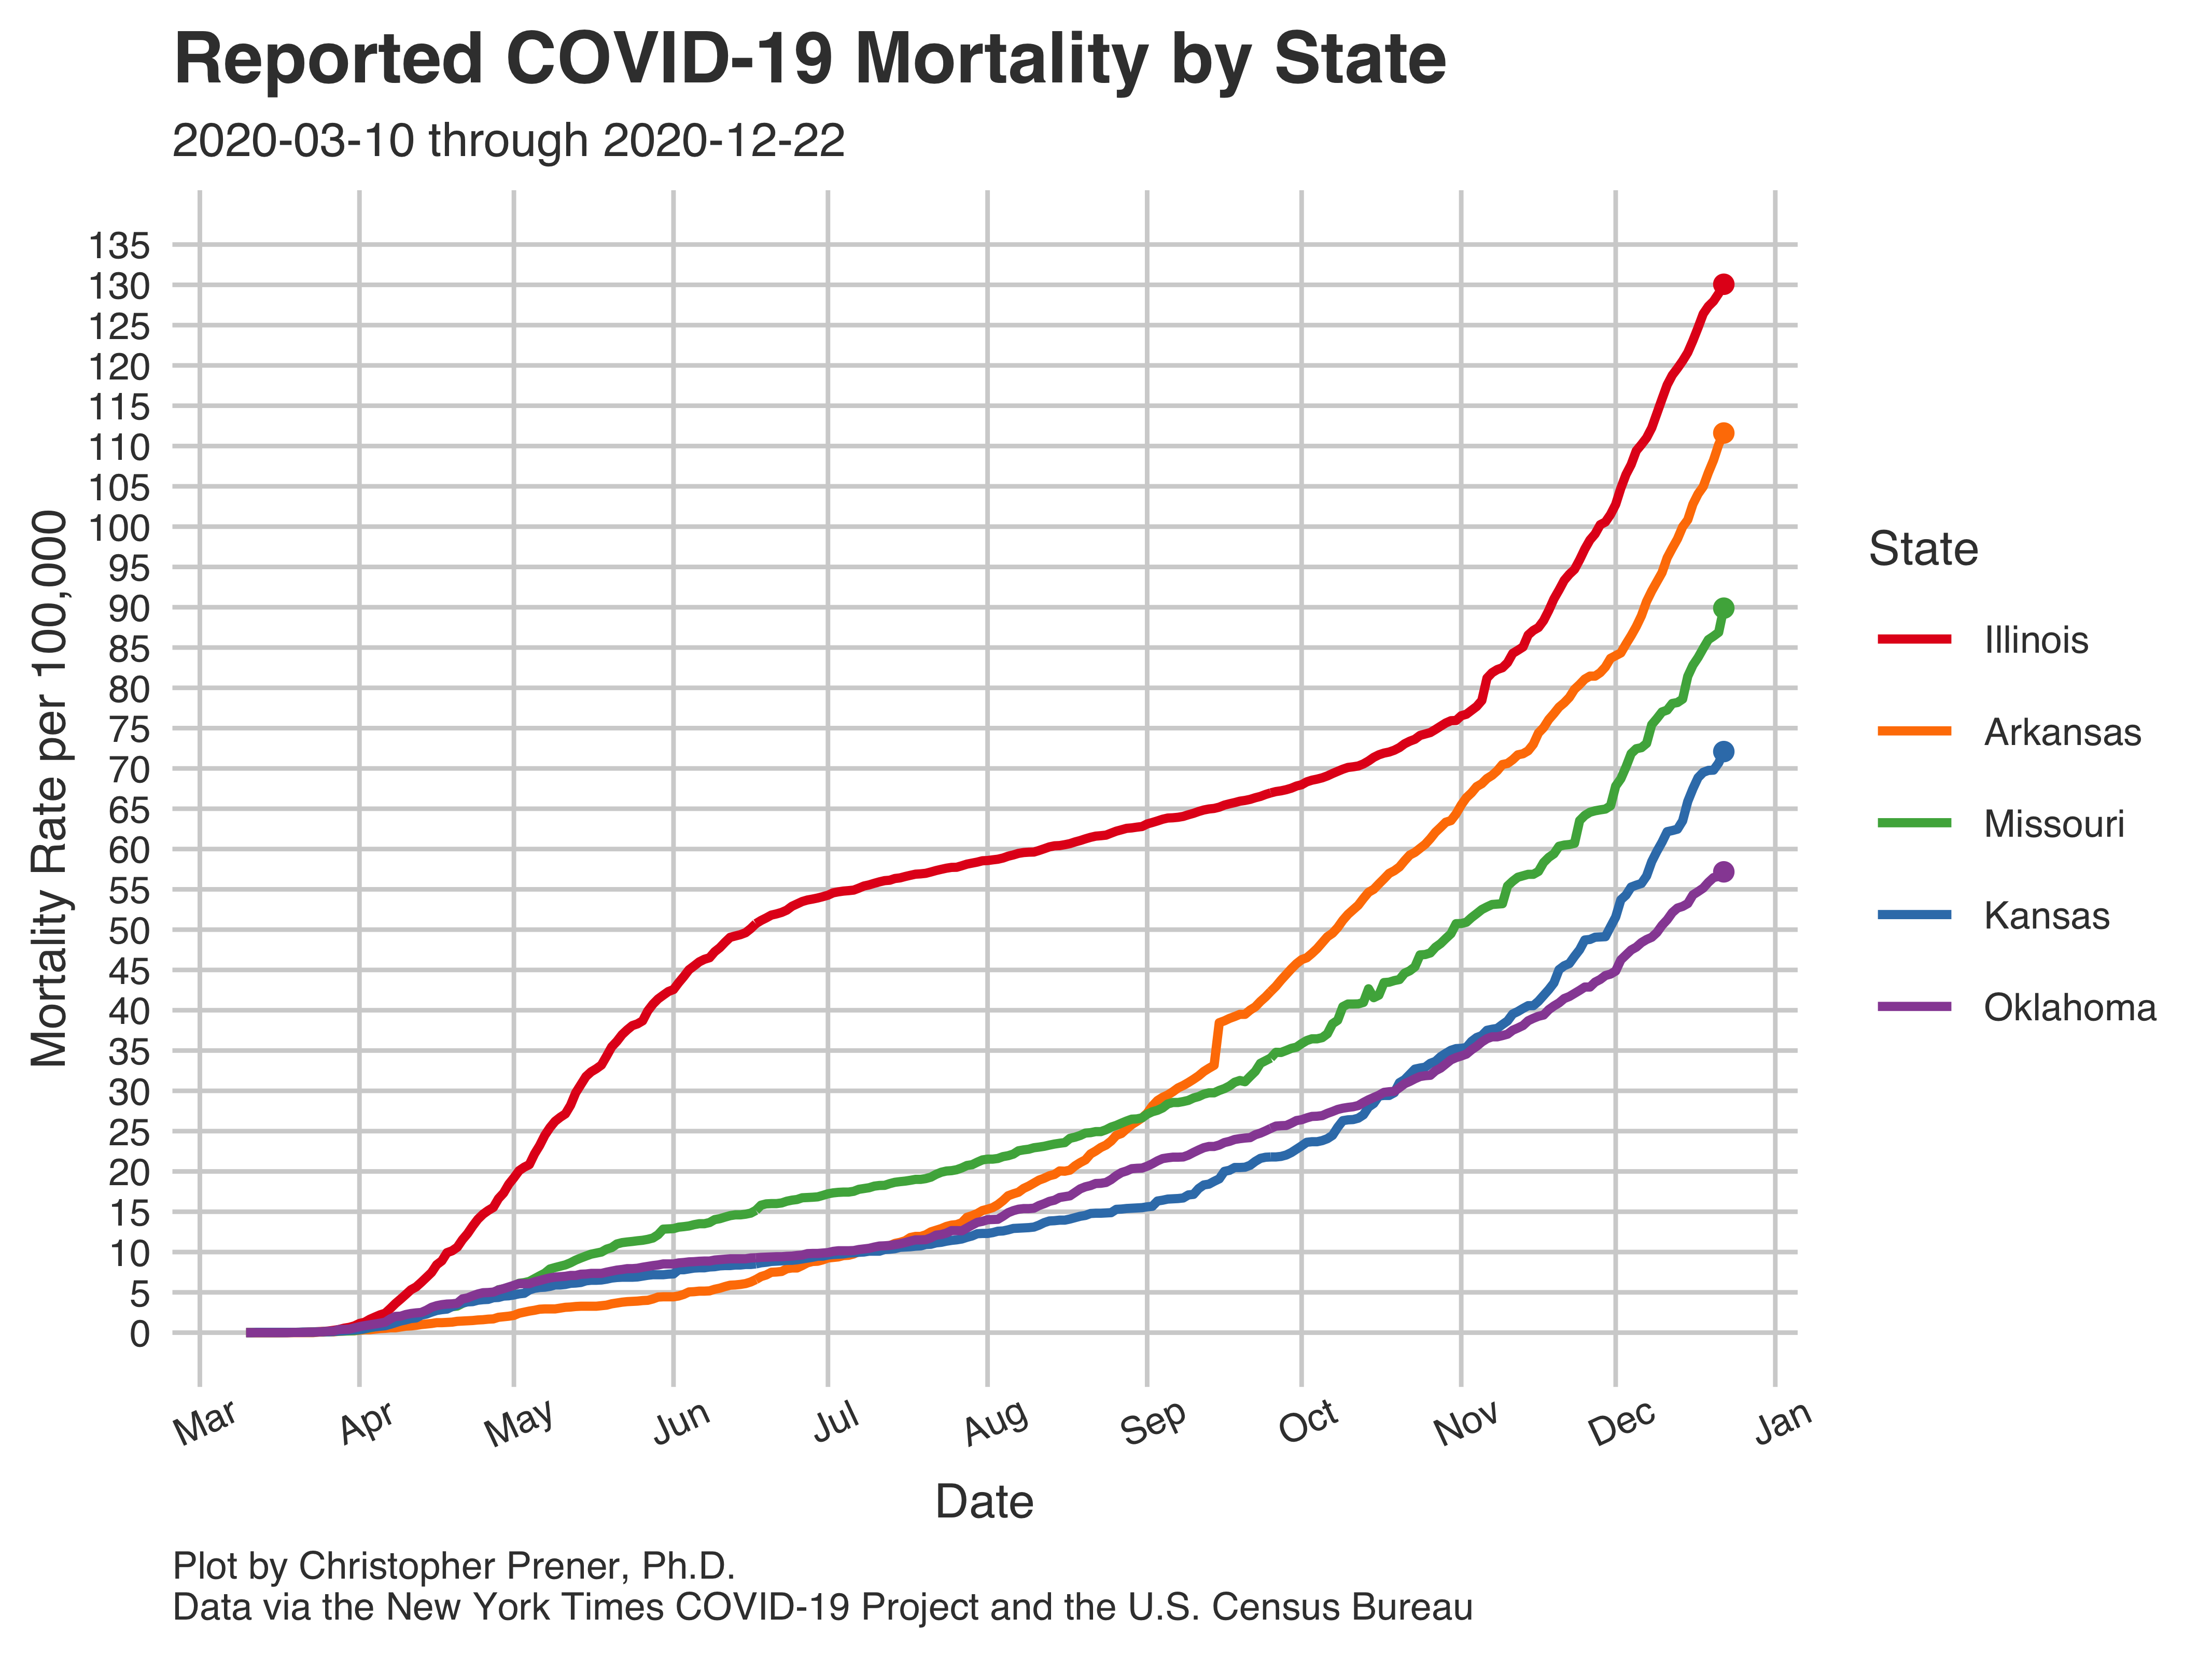 Reported COVID-19 Mortality by State
2020-03-10 through 2020-12-22
Mortality Rate per 100,000
135
130
125
120
115
110
105
100
95
90
85
80
75
70
65
60
55
50
45
40
35
30
25
20
15
10
5
0
Mar
Apr
May
Jun
Jul
Aug
Sep
Oct
Nov
Dec
Jan
Date
State
Illinois
Arkansas
Missouri
Kansas
Oklahoma
Plot by Christopher Prener, Ph.D.
Data via the New York Times COVID-19 Project and the U.S. Census Bureau